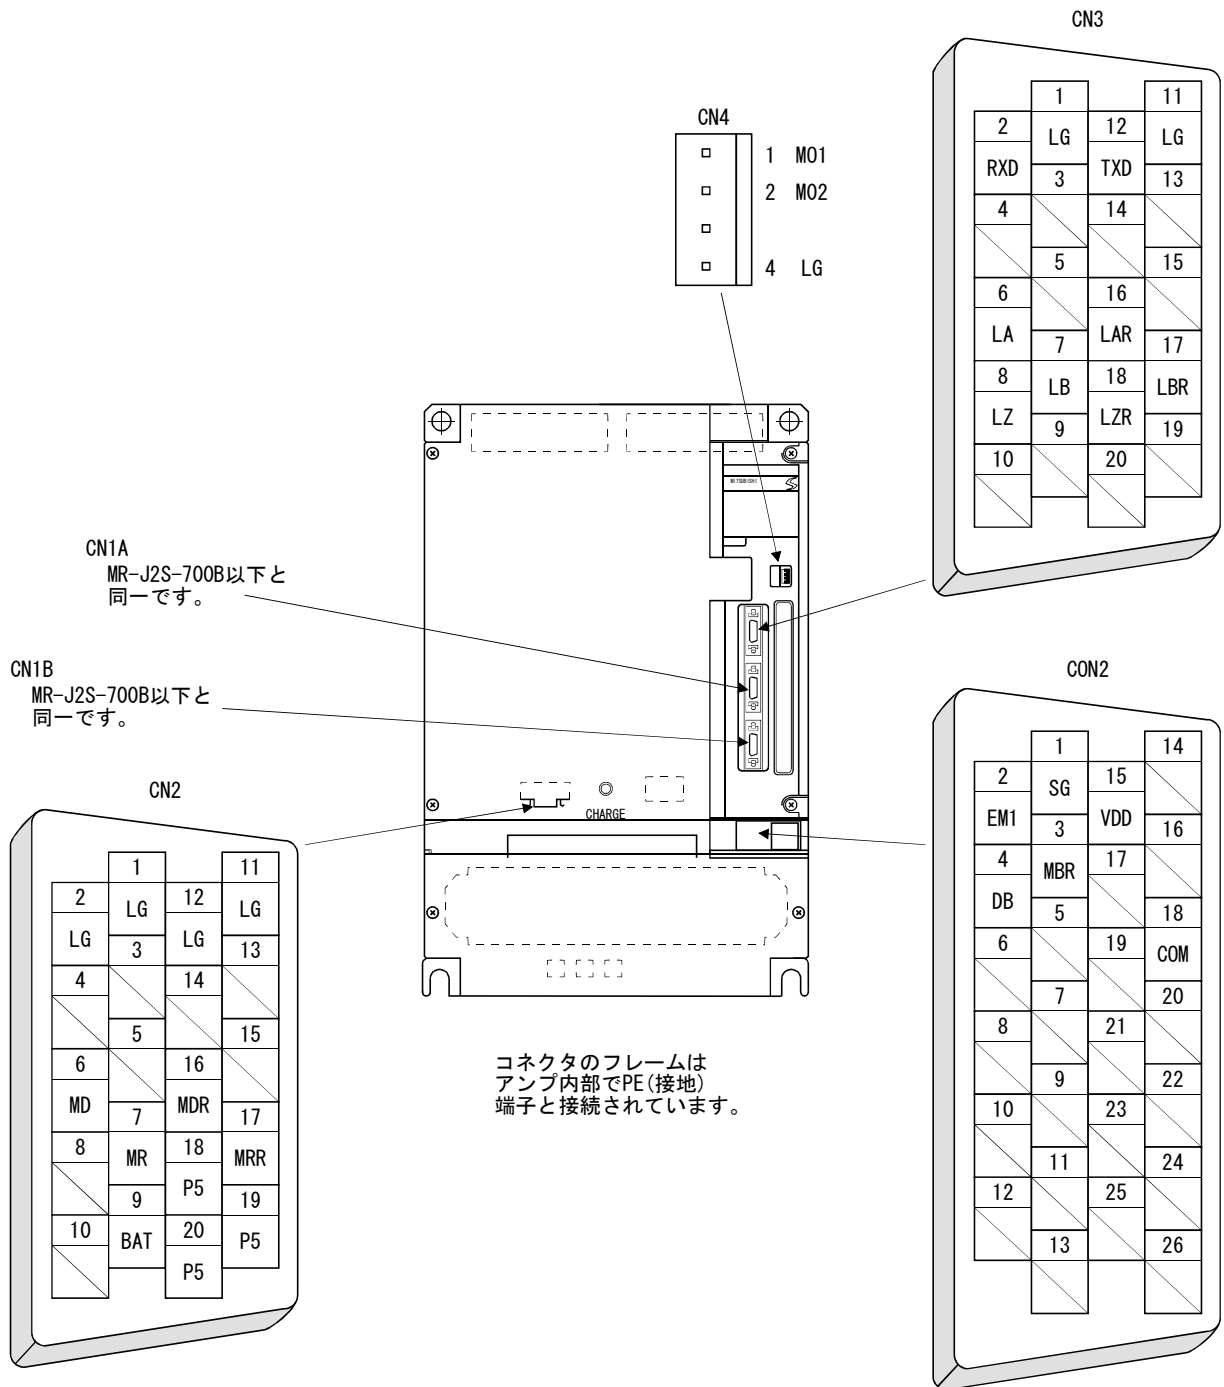 CN3
1 11
2 LG 12 LG
RXD 3 TXD 13
4 14
5 15
6 16
LA 7 LAR 17
8 LB 18 LBR
LZ 9 LZR 19
10 20
CN4
1 MO1
2 MO2
4 LG
MITSUBISHI
CN1A
MR-J2S-700B以下と
同一です。
CN1B
MR-J2S-700B以下と
同一です。
CHARGE
CN2
1 11
2 LG 12 LG
LG 3 LG 13
4 14
5 15
6 16
MD 7 MDR 17
8 MR 18 MRR
9 P5 19
10 BAT 20 P5
P5
コネクタのフレームは
アンプ内部でPE(接地)
端子と接続されています。
CON2
1 14
2 SG 15
EM1 3 VDD 16
4 MBR 17
DB 5 18
6 19 COM
7 20
8 21
9 22
10 23
11 24
12 25
13 26